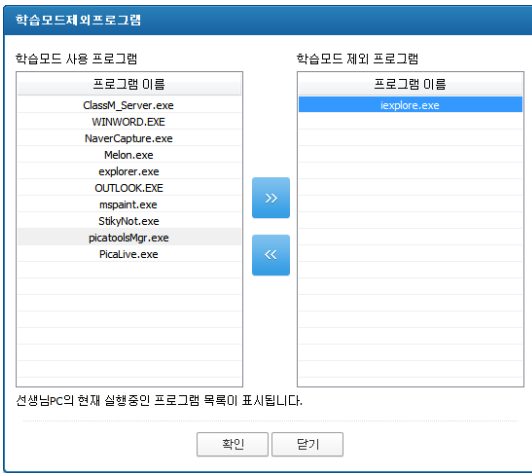 학습모드제외프로그램
학습모드 사용 프로그램
프로그램 이름
ClassM_Server.exe
WINWORD.EXE
NaverCapture.exe
Melon.exe
explorer.exe
OUTLOOK.EXE
mspaint.exe
StikyNot.exe
picatoolsMgr.exe
PicaLive.exe
>>
<<
학습모드 제외 프로그램
프로그램 이름
iexplore.exe
선생님PC의 현재 실행중인 프로그램 목록이 표시됩니다.
확인 닫기